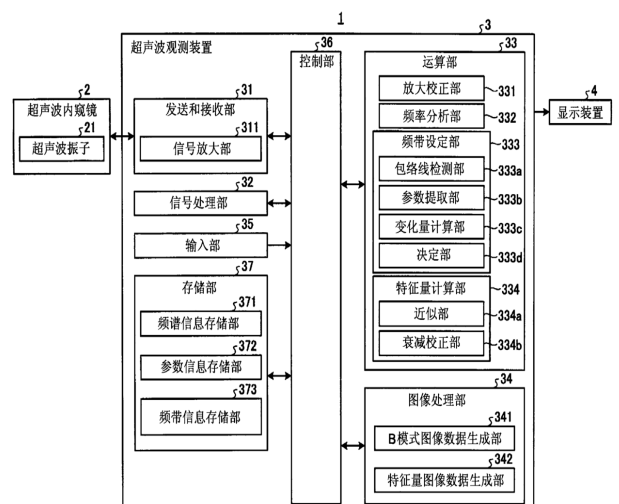 1
3
超声波观测装置
36
控制部
33
运算部
放大校正部
331
频率分析部
332
频带设定部
333
包络线检测部
333a
参数提取部
333b
变化量计算部
333c
决定部
333d
特征量计算部
334
近似部
334a
衰减校正部
334b
2
超声波内窥镜
21
超声波振子
31
发送和接收部
311
信号放大部
32
信号处理部
35
输入部
37
存储部
371
频谱信息存储部
372
参数信息存储部
373
频带信息存储部
34
图像处理部
341
B模式图像数据生成部
342
特征量图像数据生成部
4
显示装置